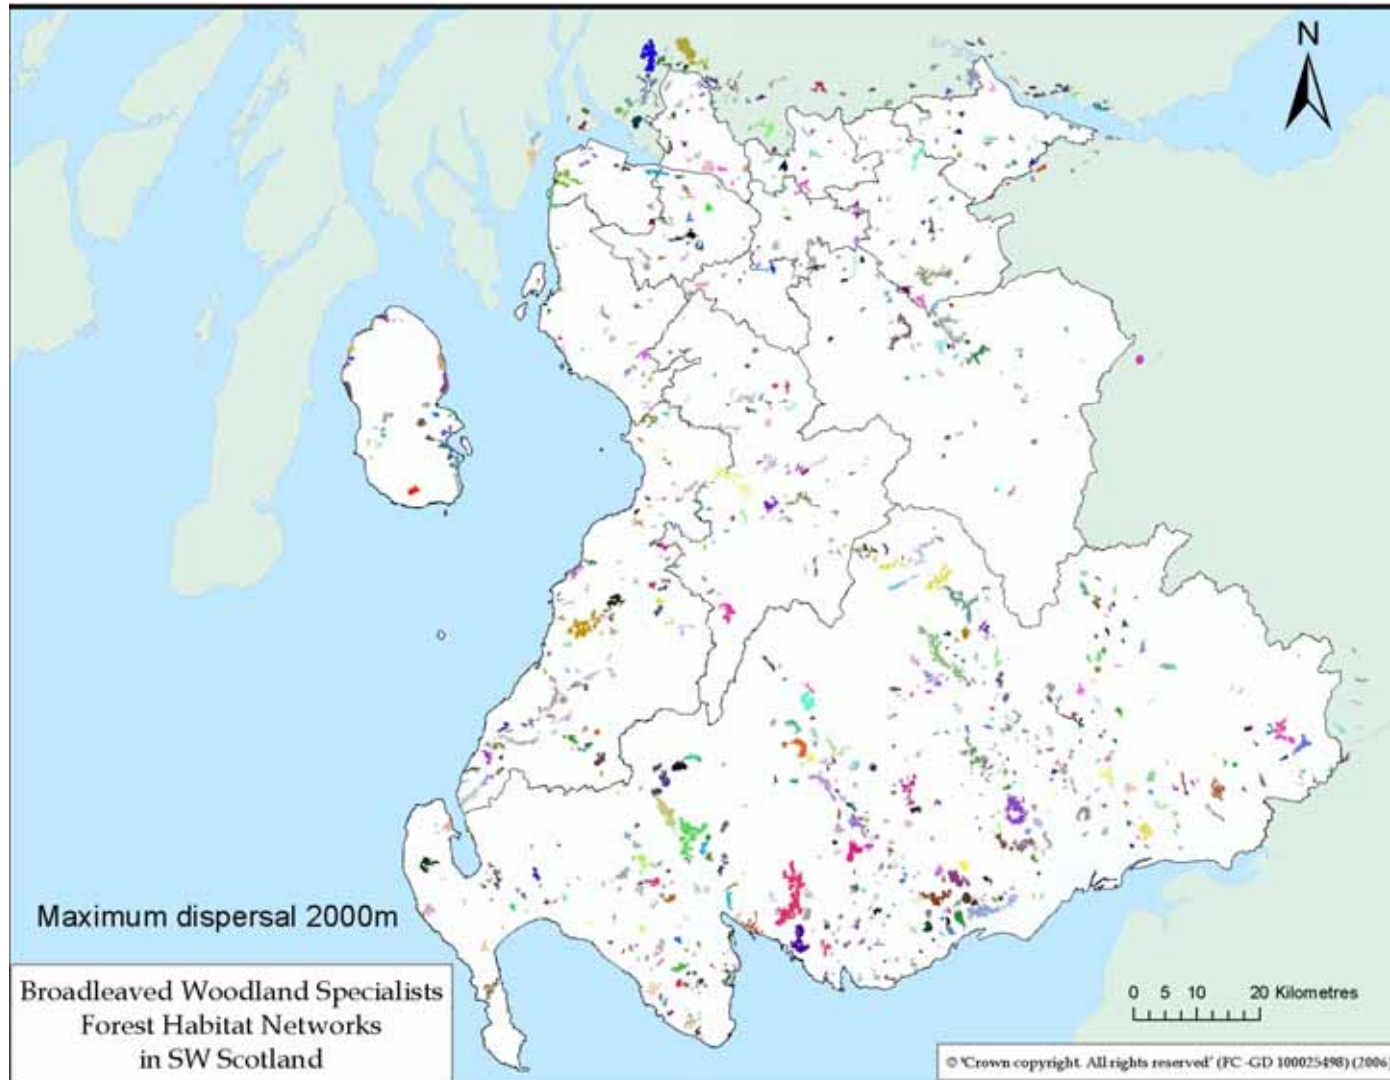 N
Maximum dispersal 2000m
Broadleaved Woodland Specialists
Forest Habitat Networks
in SW Scotland
0 5 10 20 Kilometres
© 'Crown copyright. All rights reserved' (FC -GD 100025498) (2006)